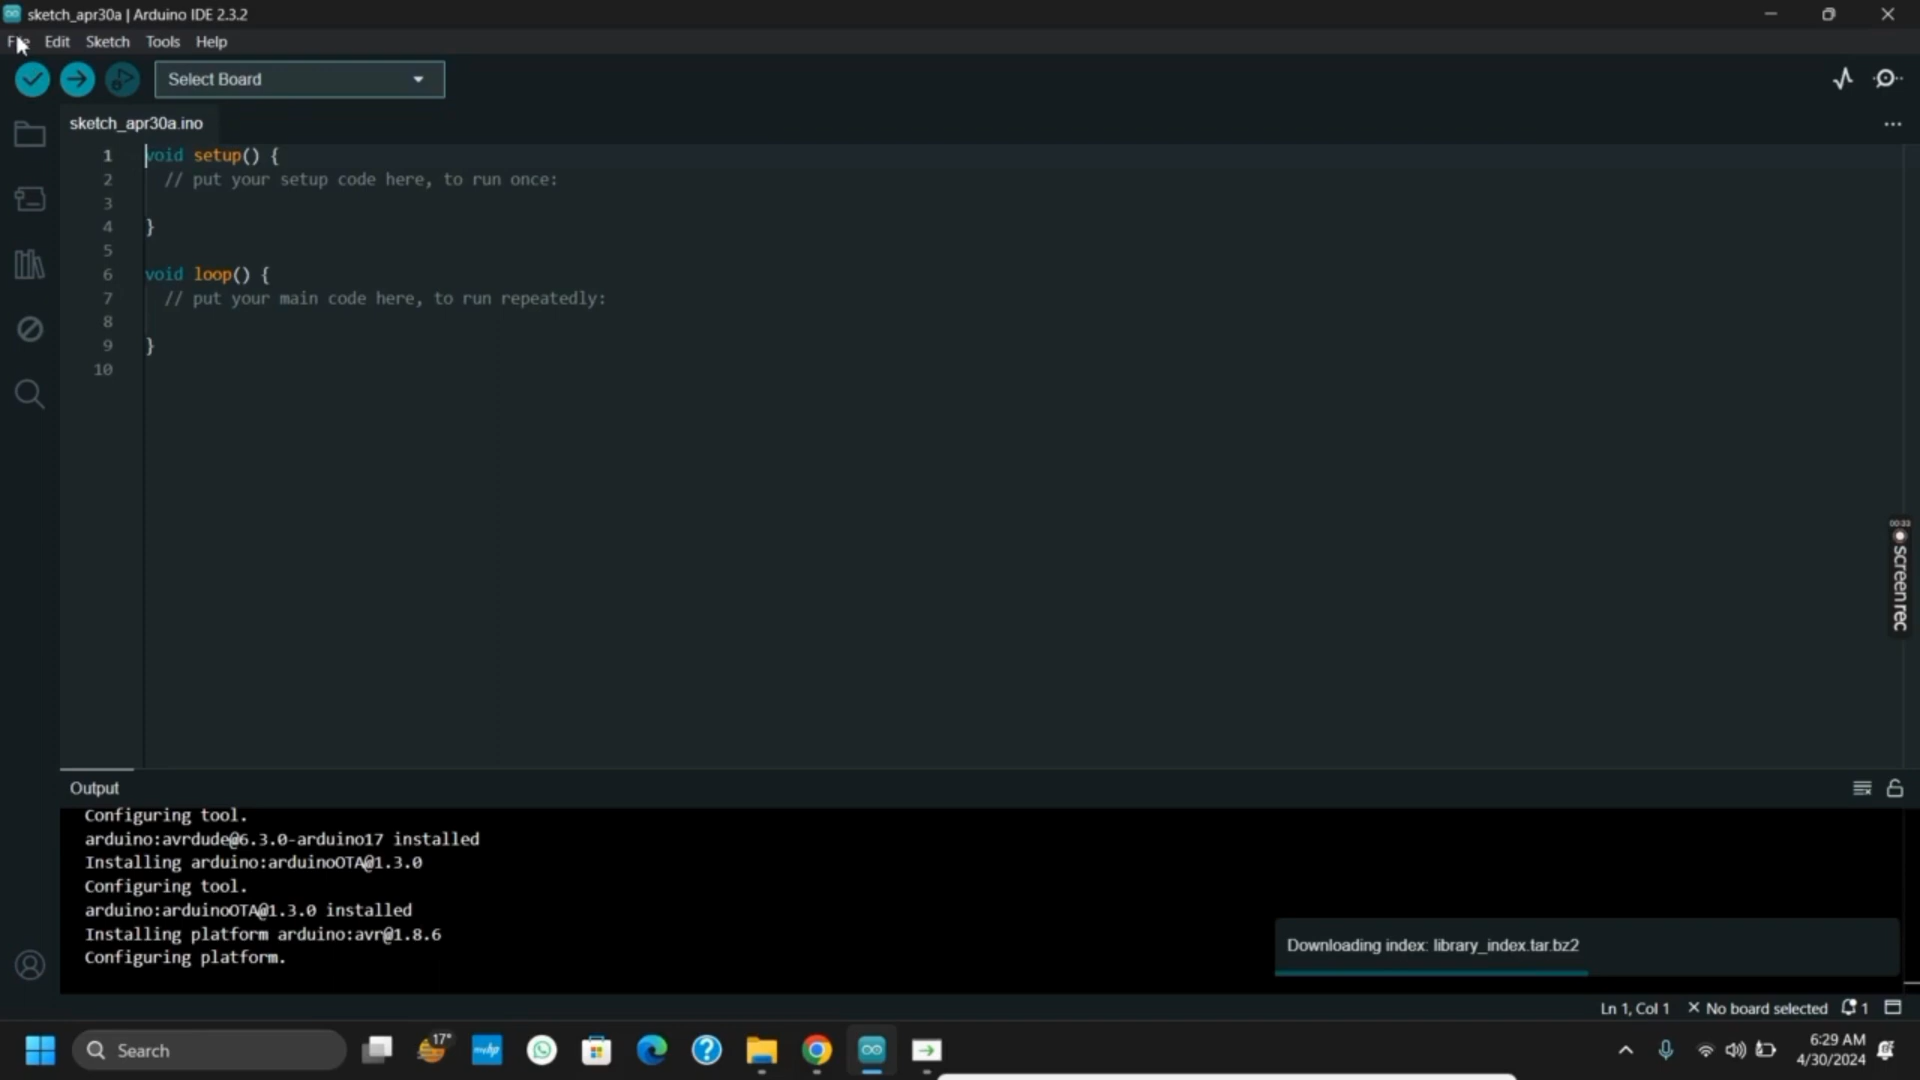 sketch_apr30a | Arduino IDE 2.3.2
File Edit Sketch Tools Help
Select Board
sketch_apr30a.ino
1 void setup() {
2 // put your setup code here, to run once:
3
4 }
5
6 void loop() {
7 // put your main code here, to run repeatedly:
8
9 }
10
00:33
screenrec
Output
Configuring tool.
arduino:avrdude@6.3.0-arduino17 installed
Installing arduino:arduinoOTA@1.3.0
Configuring tool.
arduino:arduinoOTA@1.3.0 installed
Installing platform arduino:avr@1.8.6
Configuring platform.
Downloading index: library_index.tar.bz2
Ln 1, Col 1 × No board selected 1
Search
17°
myhp
6:29 AM
4/30/2024